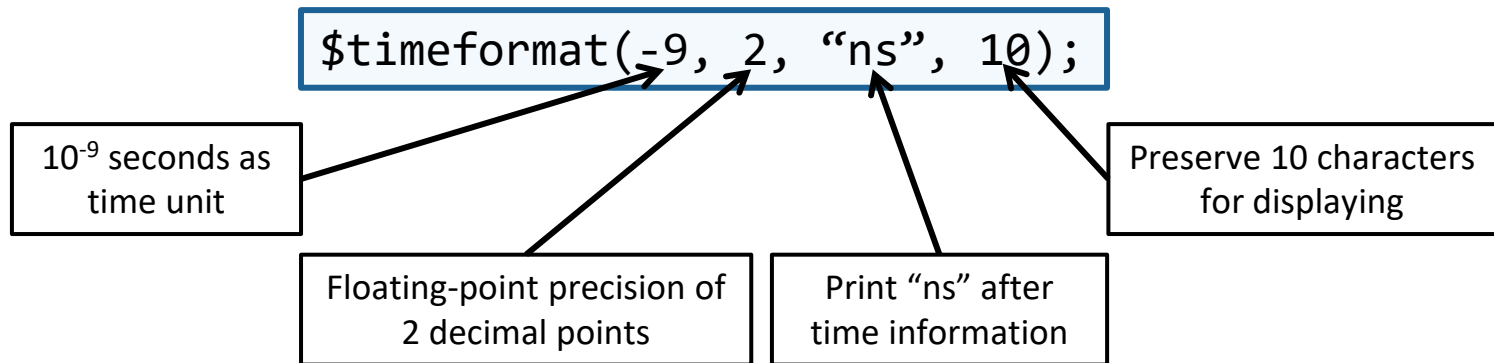 $timeformat(-9, 2, “ns”, 10);
10⁻⁹ seconds as
time unit
Preserve 10 characters
for displaying
Floating-point precision of
2 decimal points
Print “ns” after
time information